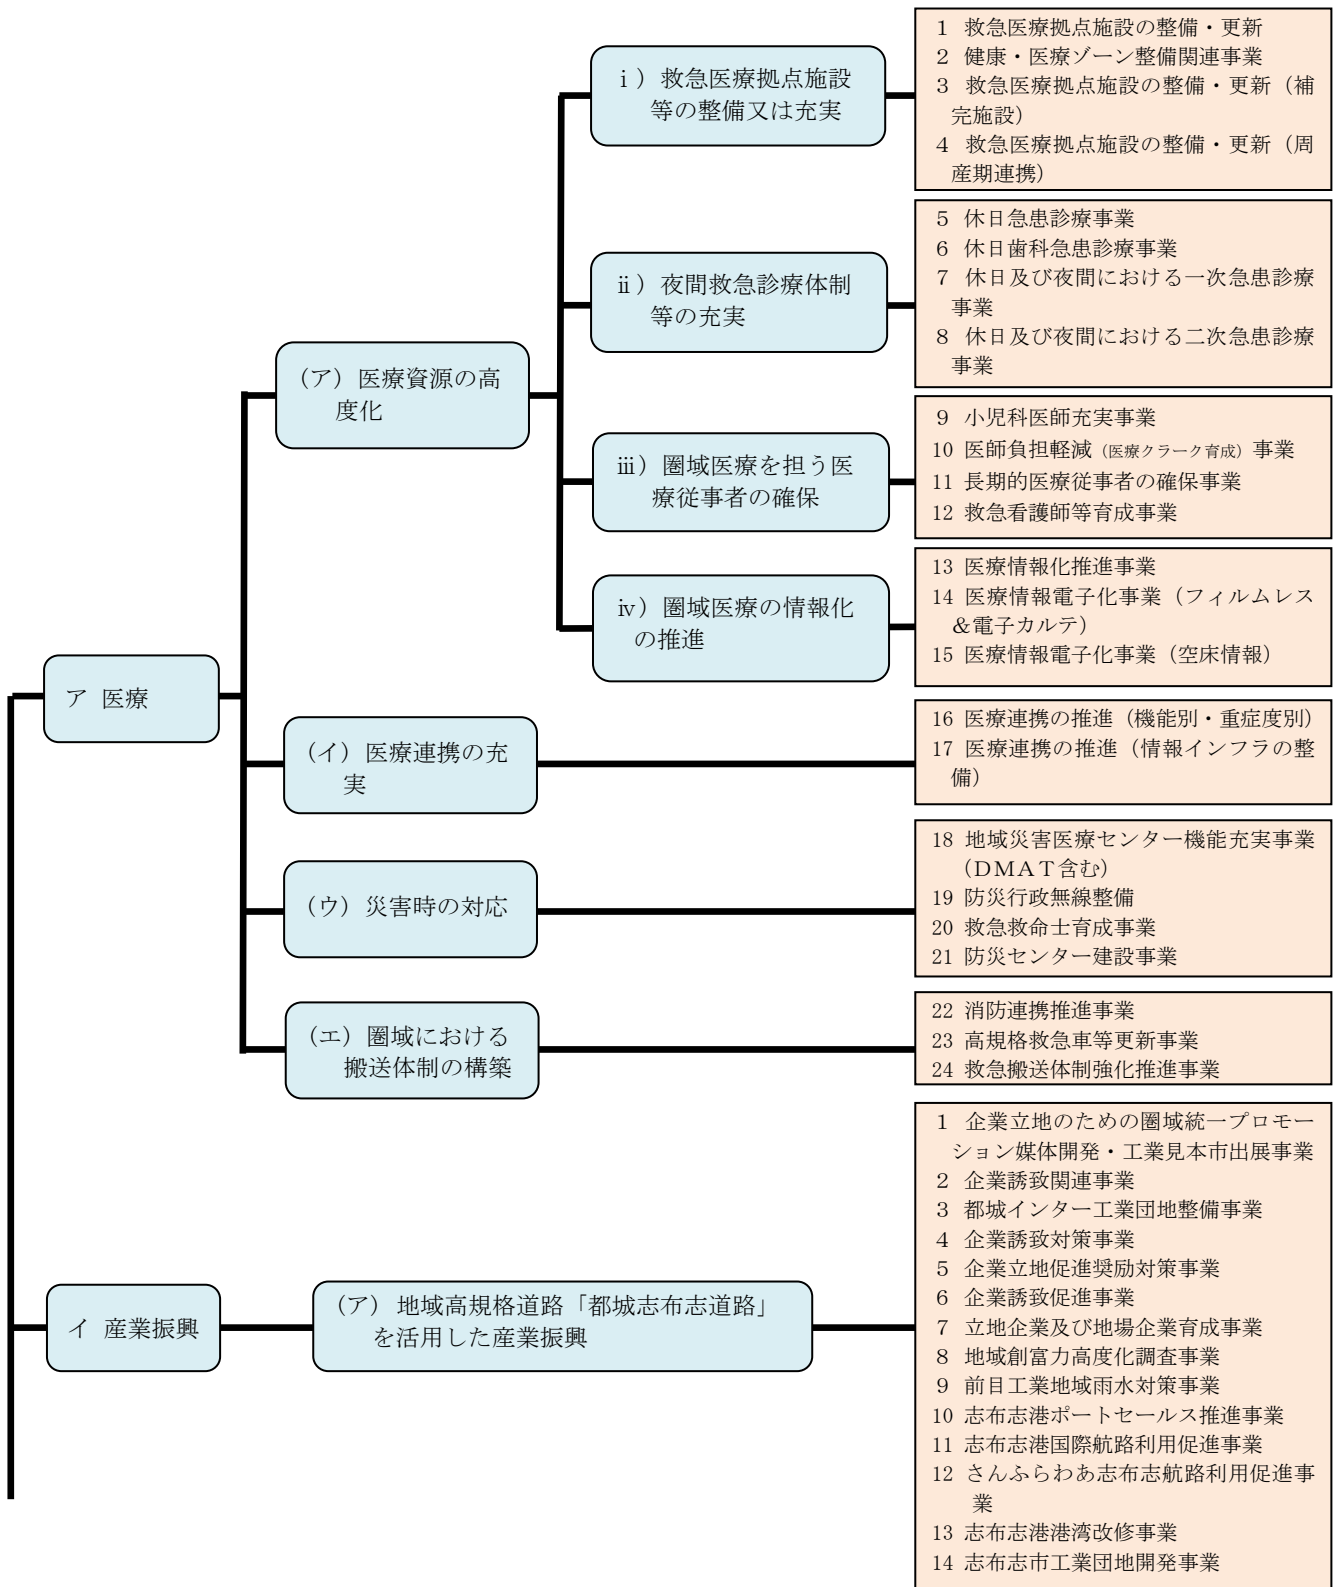 ア 医療
(ア) 医療資源の高
度化
ⅰ) 救急医療拠点施設
等の整備又は充実
1 救急医療拠点施設の整備・更新
2 健康・医療ゾーン整備関連事業
3 救急医療拠点施設の整備・更新（補
完施設）
4 救急医療拠点施設の整備・更新（周
産期連携）
ⅱ) 夜間救急診療体制
等の充実
5 休日急患診療事業
6 休日歯科急患診療事業
7 休日及び夜間における一次急患診療
事業
8 休日及び夜間における二次急患診療
事業
ⅲ) 圏域医療を担う医
療従事者の確保
9 小児科医師充実事業
10 医師負担軽減（医療クラーク育成）事業
11 長期的医療従事者の確保事業
12 救急看護師等育成事業
ⅳ) 圏域医療の情報化
の推進
13 医療情報化推進事業
14 医療情報電子化事業（フィルムレス
＆電子カルテ）
15 医療情報電子化事業（空床情報）
(イ) 医療連携の充
実
16 医療連携の推進（機能別・重症度別）
17 医療連携の推進（情報インフラの整
備）
(ウ) 災害時の対応
18 地域災害医療センター機能充実事業
（ＤＭＡＴ含む）
19 防災行政無線整備
20 救急救命士育成事業
21 防災センター建設事業
(エ) 圏域における
搬送体制の構築
22 消防連携推進事業
23 高規格救急車等更新事業
24 救急搬送体制強化推進事業
イ 産業振興
(ア) 地域高規格道路「都城志布志道路」
を活用した産業振興
1 企業立地のための圏域統一プロモー
ション媒体開発・工業見本市出展事業
2 企業誘致関連事業
3 都城インター工業団地整備事業
4 企業誘致対策事業
5 企業立地促進奨励対策事業
6 企業誘致促進事業
7 立地企業及び地場企業育成事業
8 地域創富力高度化調査事業
9 前目工業地域雨水対策事業
10 志布志港ポートセールス推進事業
11 志布志港国際航路利用促進事業
12 さんふらわあ志布志航路利用促進事
業
13 志布志港港湾改修事業
14 志布志市工業団地開発事業